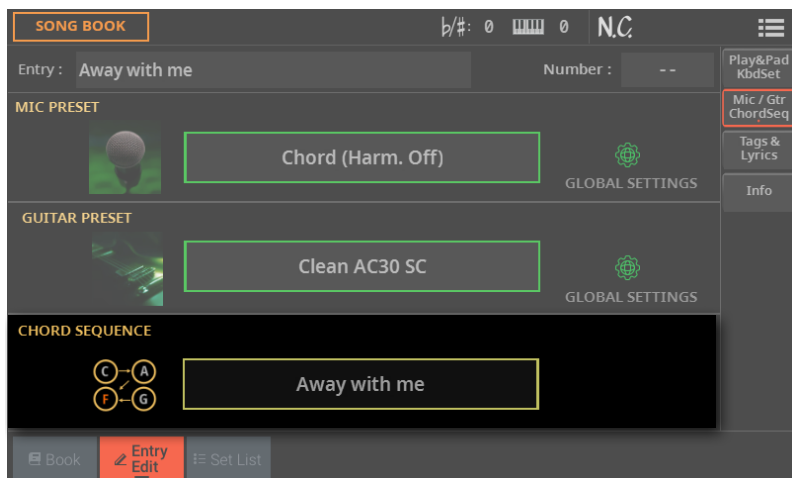 SONG BOOK
♭/♯: 0 0 N.C.
Entry : Away with me Number : --
Play&Pad
KbdSet
MIC PRESET
Mic / Gtr
ChordSeq
Chord (Harm. Off)
GLOBAL SETTINGS
Tags &
Lyrics
Info
GUITAR PRESET
Clean AC30 SC
GLOBAL SETTINGS
CHORD SEQUENCE
C A
F G
Away with me
Book
Entry
Edit
Set List